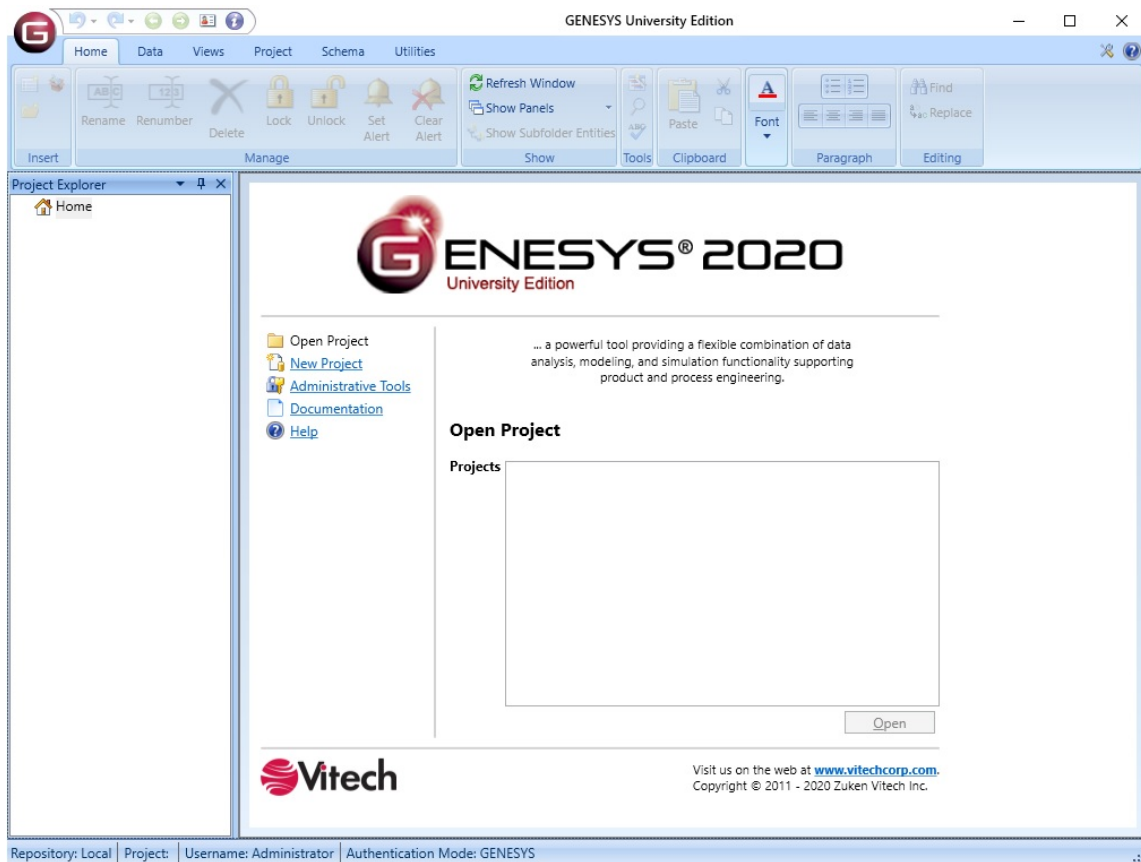 GENESYS University Edition
Home Data Views Project Schema Utilities
Rename Renumber Delete Lock Unlock Set Alert Clear Alert
Refresh Window
Show Panels
Show Subfolder Entities
Paste
Font
Find
Replace
Insert Manage Show Tools Clipboard Paragraph Editing
Project Explorer
Home
GENESYS® 2020
University Edition
Open Project
New Project
Administrative Tools
Documentation
Help
... a powerful tool providing a flexible combination of data
analysis, modeling, and simulation functionality supporting
product and process engineering.
Open Project
Projects
Open
Vitech
Visit us on the web at www.vitechcorp.com.
Copyright © 2011 - 2020 Zuken Vitech Inc.
Repository: Local Project: Username: Administrator Authentication Mode: GENESYS